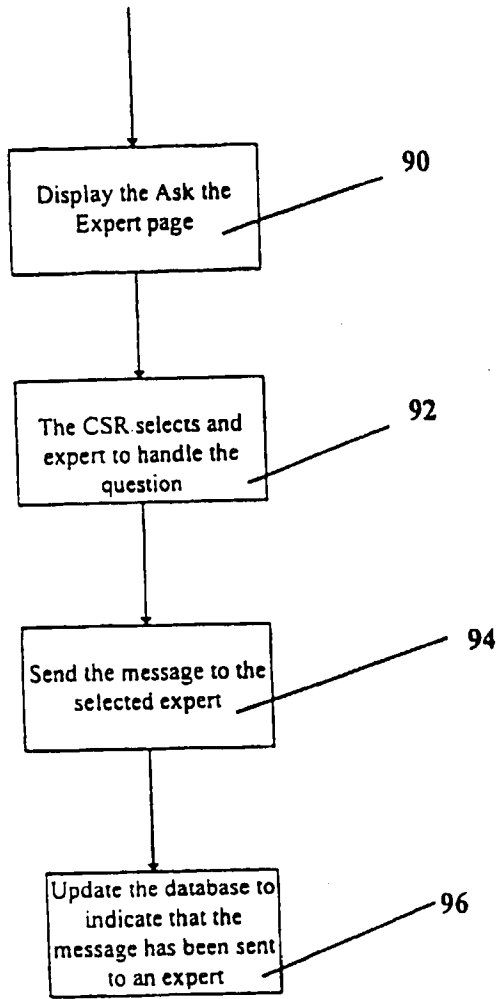 Display the Ask the
Expert page
90
The CSR selects and
expert to handle the
question
92
Send the message to the
selected expert
94
Update the database to
indicate that the
message has been sent
to an expert
96